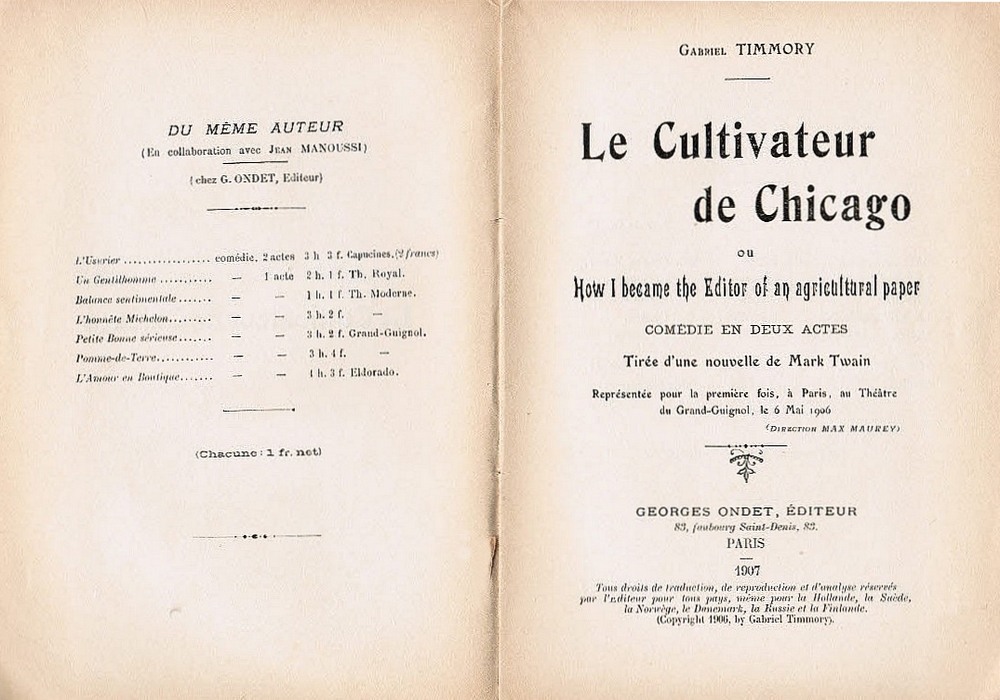 DU MÊME AUTEUR
(En collaboration avec JEAN MANOUSSI)
(chez G. ONDET, Editeur)
L'Usurier .................. comédie. 2 actes 3 h 3 f. Capucines. (2 francs)
Un Gentilhomme ........... — 1 acte 2 h. 1 f. Th. Royal.
Balance sentimentale ....... — — 1 h. 1 f. Th. Moderne.
L'honnête Michelon......... — — 3 h. 2 f. —
Petite Bonne sérieuse....... — — 3 h. 2 f. Grand-Guignol.
Pomme-de-Terre............ — — 3 h. 4 f. —
L'Amour en Boutique....... — — 4 h. 3 f. Eldorado.
(Chacune : 1 fr. net)
GABRIEL TIMMORY
Le Cultivateur
de Chicago
ou
How I became the Editor of an agricultural paper
COMÉDIE EN DEUX ACTES
Tirée d'une nouvelle de Mark Twain
Représentée pour la première fois, à Paris, au Théâtre
du Grand-Guignol, le 6 Mai 1906
(DIRECTION MAX MAUREY)
GEORGES ONDET, ÉDITEUR
83, faubourg Saint-Denis, 83.
PARIS
1907
Tous droits de traduction, de reproduction et d'analyse réservés
par l'Editeur pour tous pays, même pour la Hollande, la Suède,
la Norwège, le Danemark, la Russie et la Finlande.
(Copyright 1906, by Gabriel Timmory).